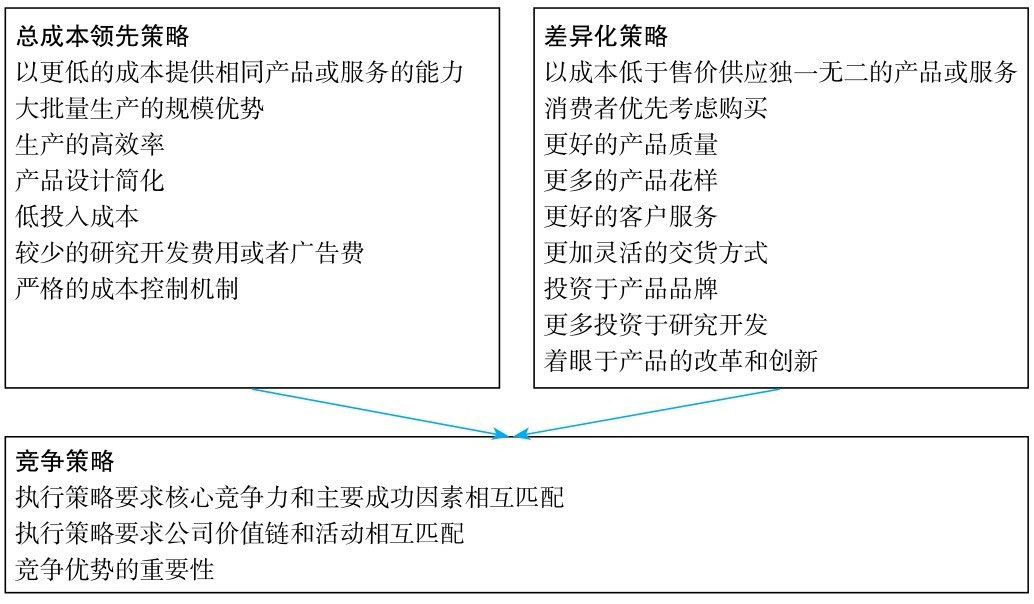 总成本领先策略
以更低的成本提供相同产品或服务的能力
大批量生产的规模优势
生产的高效率
产品设计简化
低投入成本
较少的研究开发费用或者广告费
严格的成本控制机制
差异化策略
以成本低于售价供应独一无二的产品或服务
消费者优先考虑购买
更好的产品质量
更多的产品花样
更好的客户服务
更加灵活的交货方式
投资于产品品牌
更多投资于研究开发
着眼于产品的改革和创新
竞争策略
执行策略要求核心竞争力和主要成功因素相互匹配
执行策略要求公司价值链和活动相互匹配
竞争优势的重要性